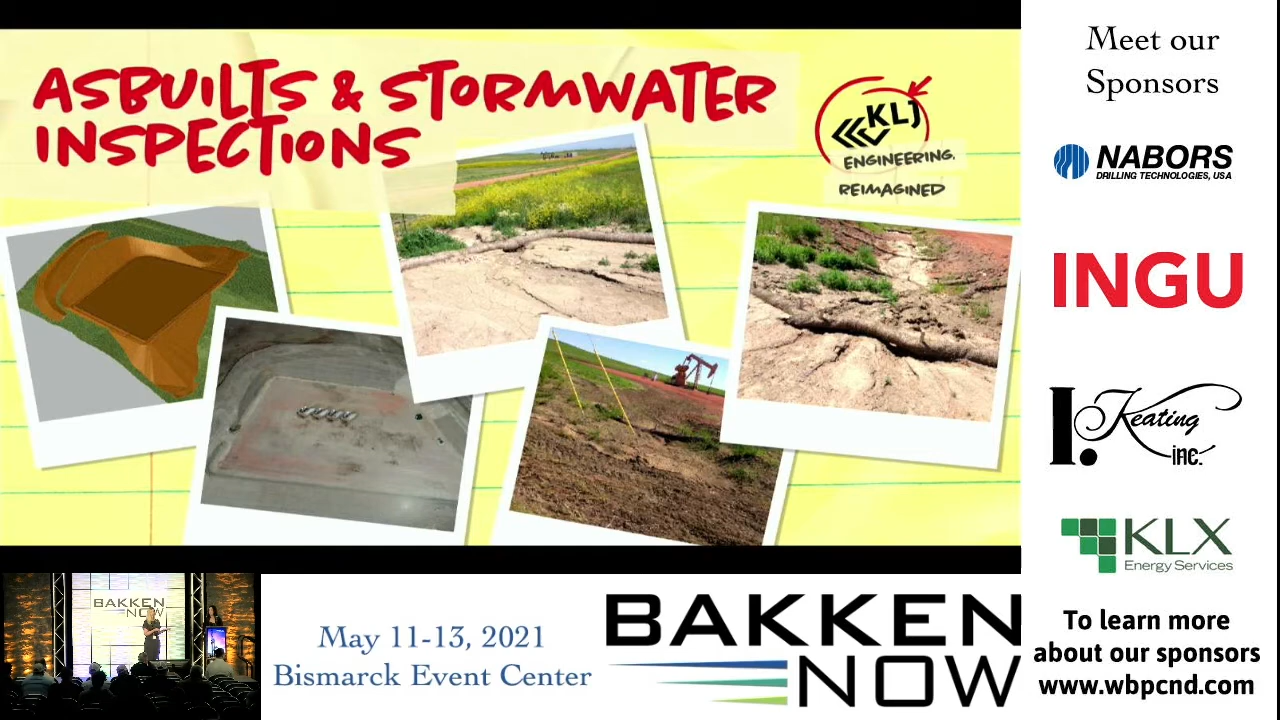 ASBUILTS & STORMWATER
INSPECTIONS
KLJ
ENGINEERING,
REIMAGINED
Meet our
Sponsors
NABORS
DRILLING TECHNOLOGIES, USA
INGU
I. Keating
inc.
KLX
Energy Services
To learn more
about our sponsors
www.wbpcnd.com
BAKKEN
NOW
May 11-13, 2021
Bismarck Event Center
BAKKEN
NOW